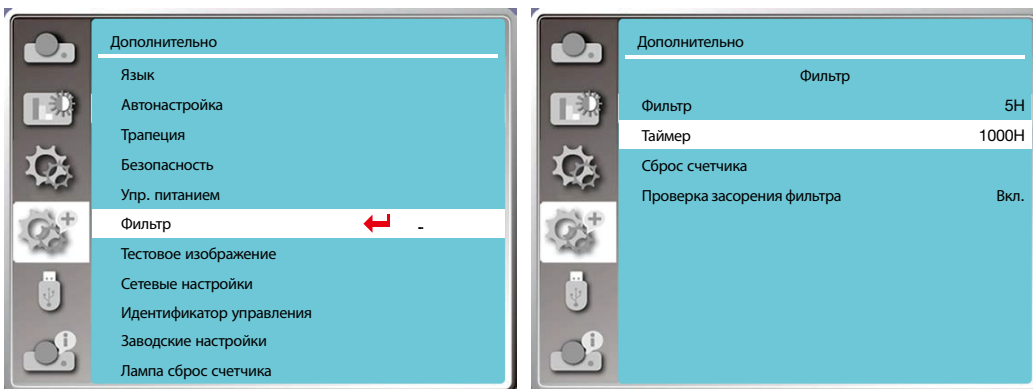 Дополнительно
Язык
Автонастройка
Трапеция
Безопасность
Упр. питанием
Фильтр -
Тестовое изображение
Сетевые настройки
Идентификатор управления
Заводские настройки
Лампа сброс счетчика
Дополнительно
Фильтр
Фильтр 5H
Таймер 1000H
Сброс счетчика
Проверка засорения фильтра Вкл.